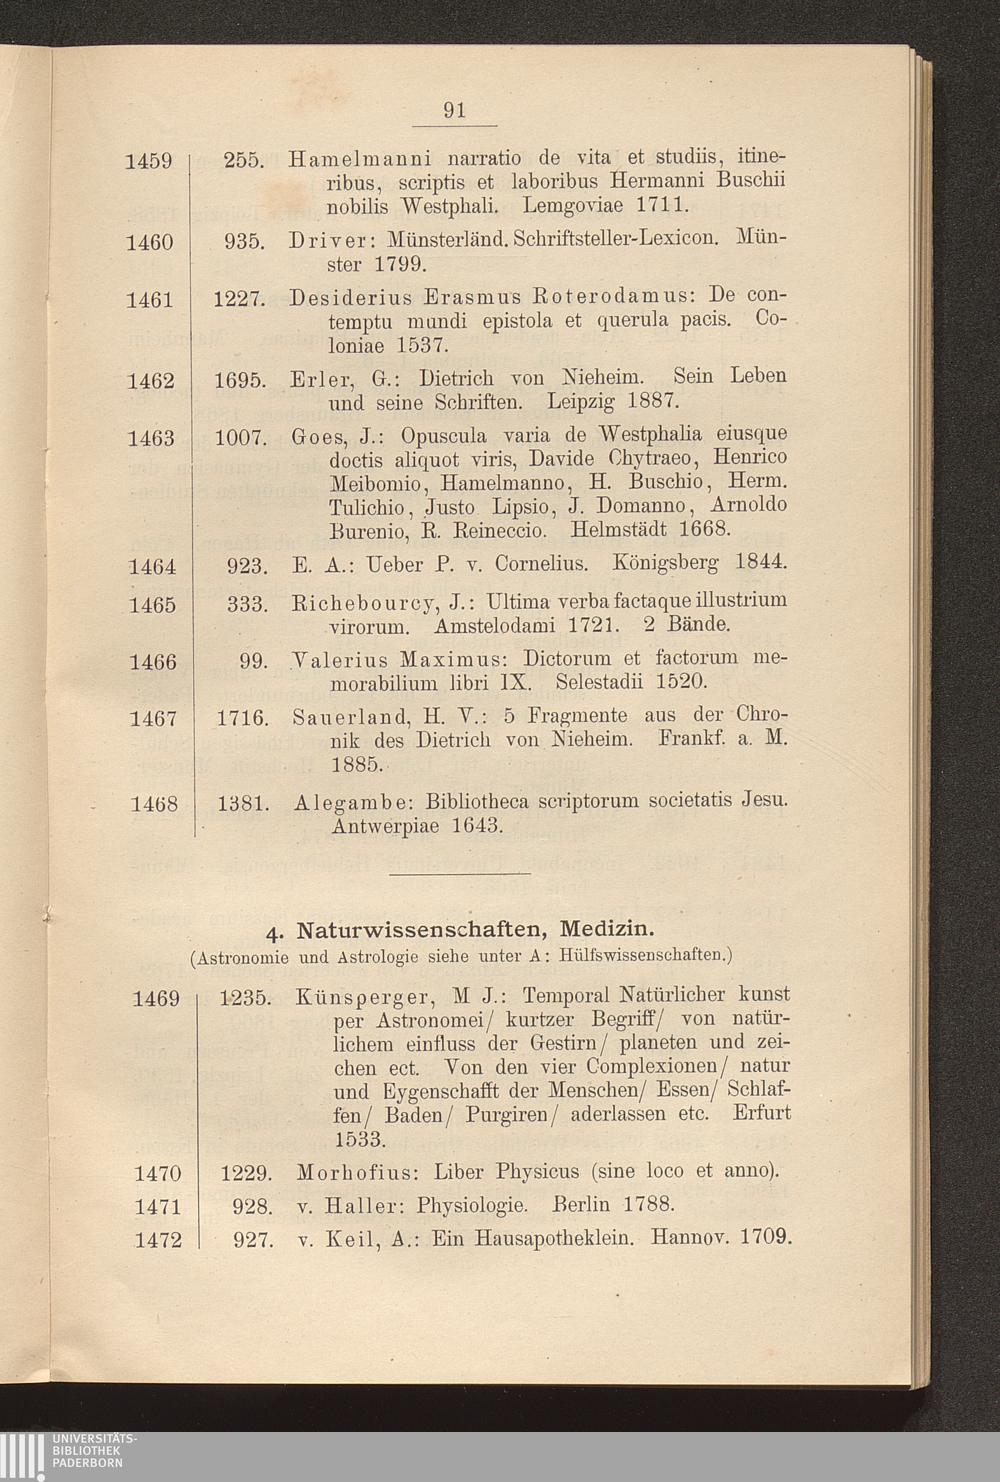 91
1459 255. Hamelmanni narratio de vita et studiis, itine-
ribus, scriptis et laboribus Hermanni Buschii
nobilis Westphali. Lemgoviae 1711.
1460 935. Driver: Münsterländ. Schriftsteller-Lexicon. Mün-
ster 1799.
1461 1227. Desiderius Erasmus Roterodamus: De con-
temptu mundi epistola et querula pacis. Co-
loniae 1537.
1462 1695. Erler, G.: Dietrich von Nieheim. Sein Leben
und seine Schriften. Leipzig 1887.
1463 1007. Goes, J.: Opuscula varia de Westphalia eiusque
doctis aliquot viris, Davide Chytraeo, Henrico
Meibomio, Hamelmanno, H. Buschio, Herm.
Tulichio, Justo Lipsio, J. Domanno, Arnoldo
Burenio, R. Reineccio. Helmstädt 1668.
1464 923. E. A.: Ueber P. v. Cornelius. Königsberg 1844.
1465 333. Richebourcy, J.: Ultima verba factaque illustrium
virorum. Amstelodami 1721. 2 Bände.
1466 99. Valerius Maximus: Dictorum et factorum me-
morabilium libri IX. Selestadii 1520.
1467 1716. Sauerland, H. V.: 5 Fragmente aus der Chro-
nik des Dietrich von Nieheim. Frankf. a. M.
1885.
1468 1381. Alegambe: Bibliotheca scriptorum societatis Jesu.
Antwerpiae 1643.
4. Naturwissenschaften, Medizin.
(Astronomie und Astrologie siehe unter A: Hülfswissenschaften.)
1469 1235. Künsperger, M J.: Temporal Natürlicher kunst
per Astronomei/ kurtzer Begriff/ von natür-
lichem einfluss der Gestirn/ planeten und zei-
chen ect. Von den vier Complexionen/ natur
und Eygenschafft der Menschen/ Essen/ Schlaf-
fen/ Baden/ Purgiren/ aderlassen etc. Erfurt
1533.
1470 1229. Morhofius: Liber Physicus (sine loco et anno).
1471 928. v. Haller: Physiologie. Berlin 1788.
1472 927. v. Keil, A.: Ein Hausapotheklein. Hannov. 1709.
UNIVERSITÄTS-
BIBLIOTHEK
PADERBORN